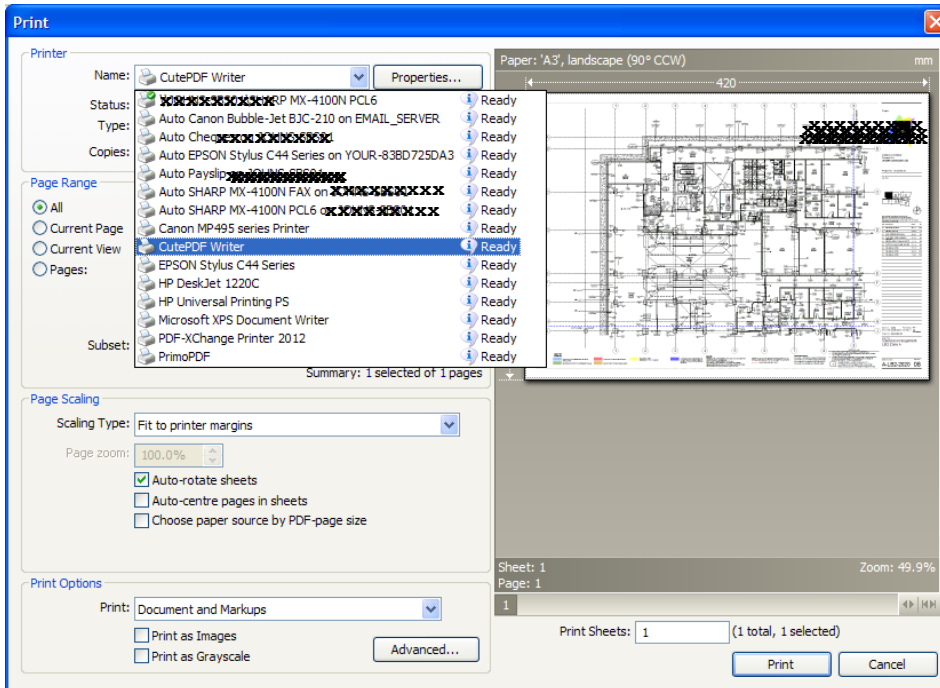 Print
Printer
Name: CutePDF Writer Properties...
Status:
Type:
Copies:
RP MX-4100N PCL6 Ready
Auto Canon Bubble-Jet BJC-210 on EMAIL_SERVER Ready
Auto Cheq Ready
Auto EPSON Stylus C44 Series on YOUR-83BD725DA3 Ready
Auto Payslip Ready
Auto SHARP MX-4100N FAX on Ready
Auto SHARP MX-4100N PCL6 Ready
Canon MP495 series Printer Ready
CutePDF Writer Ready
EPSON Stylus C44 Series Ready
HP DeskJet 1220C Ready
HP Universal Printing PS Ready
Microsoft XPS Document Writer Ready
PDF-XChange Printer 2012 Ready
PrimoPDF Ready
Page Range
All
Current Page
Current View
Pages:
Subset:
Summary: 1 selected of 1 pages
Page Scaling
Scaling Type: Fit to printer margins
Page zoom: 100.0%
Auto-rotate sheets
Auto-centre pages in sheets
Choose paper source by PDF-page size
Print Options
Print: Document and Markups
Print as Images
Print as Grayscale
Advanced...
Paper: 'A3', landscape (90° CCW) mm
420
A-LB2-2020 0B
Sheet: 1 Zoom: 49.9%
Page: 1
1
Print Sheets: 1 (1 total, 1 selected)
Print Cancel